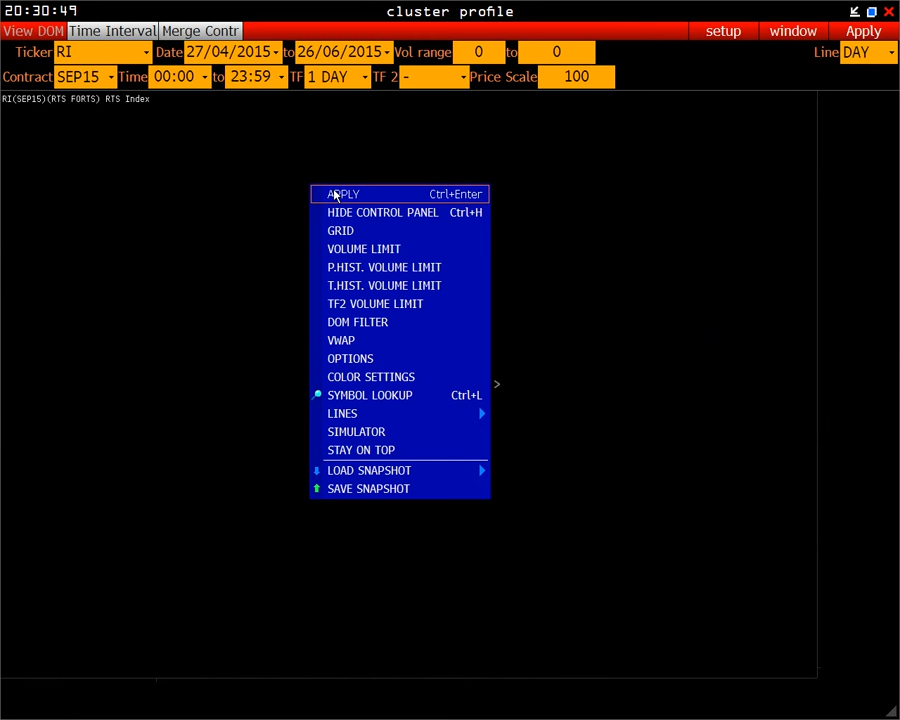 20:30:49 cluster profile
View DOM Time Interval Merge Contr setup window Apply
Ticker RI Date 27/04/2015 to 26/06/2015 Vol range 0 to 0 Line DAY
Contract SEP15 Time 00:00 to 23:59 TF 1 DAY TF 2 - Price Scale 100
RI(SEP15)(RTS FORTS) RTS Index
APPLY Ctrl+Enter
HIDE CONTROL PANEL Ctrl+H
GRID
VOLUME LIMIT
P.HIST. VOLUME LIMIT
T.HIST. VOLUME LIMIT
TF2 VOLUME LIMIT
DOM FILTER
VWAP
OPTIONS
COLOR SETTINGS
SYMBOL LOOKUP Ctrl+L
LINES
SIMULATOR
STAY ON TOP
LOAD SNAPSHOT
SAVE SNAPSHOT